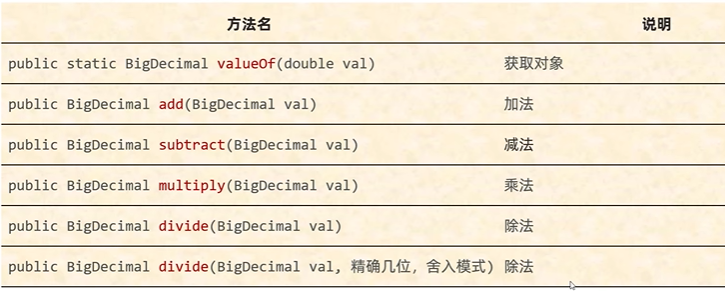 方法名 说明
public static BigDecimal valueOf(double val) 获取对象
public BigDecimal add(BigDecimal val) 加法
public BigDecimal subtract(BigDecimal val) 减法
public BigDecimal multiply(BigDecimal val) 乘法
public BigDecimal divide(BigDecimal val) 除法
public BigDecimal divide(BigDecimal val, 精确几位, 舍入模式) 除法